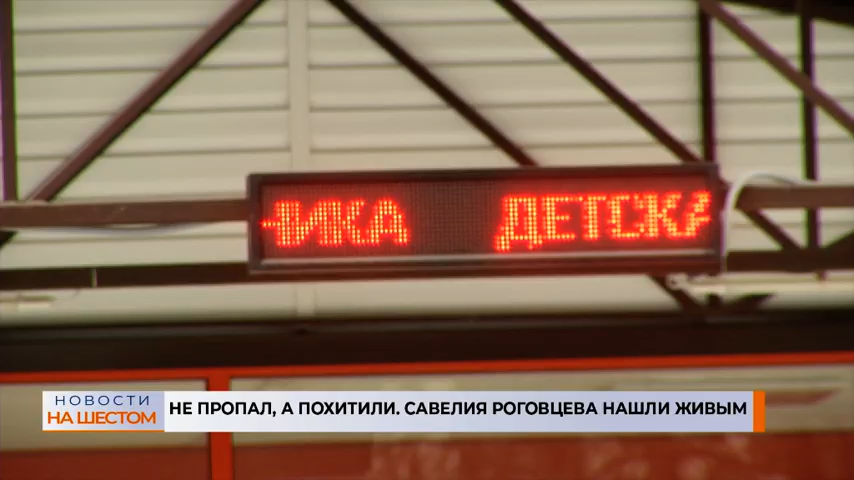 ИКА ДЕТСК
НОВОСТИ
НА ШЕСТОМ
НЕ ПРОПАЛ, А ПОХИТИЛИ. САВЕЛИЯ РОГОВЦЕВА НАШЛИ ЖИВЫМ